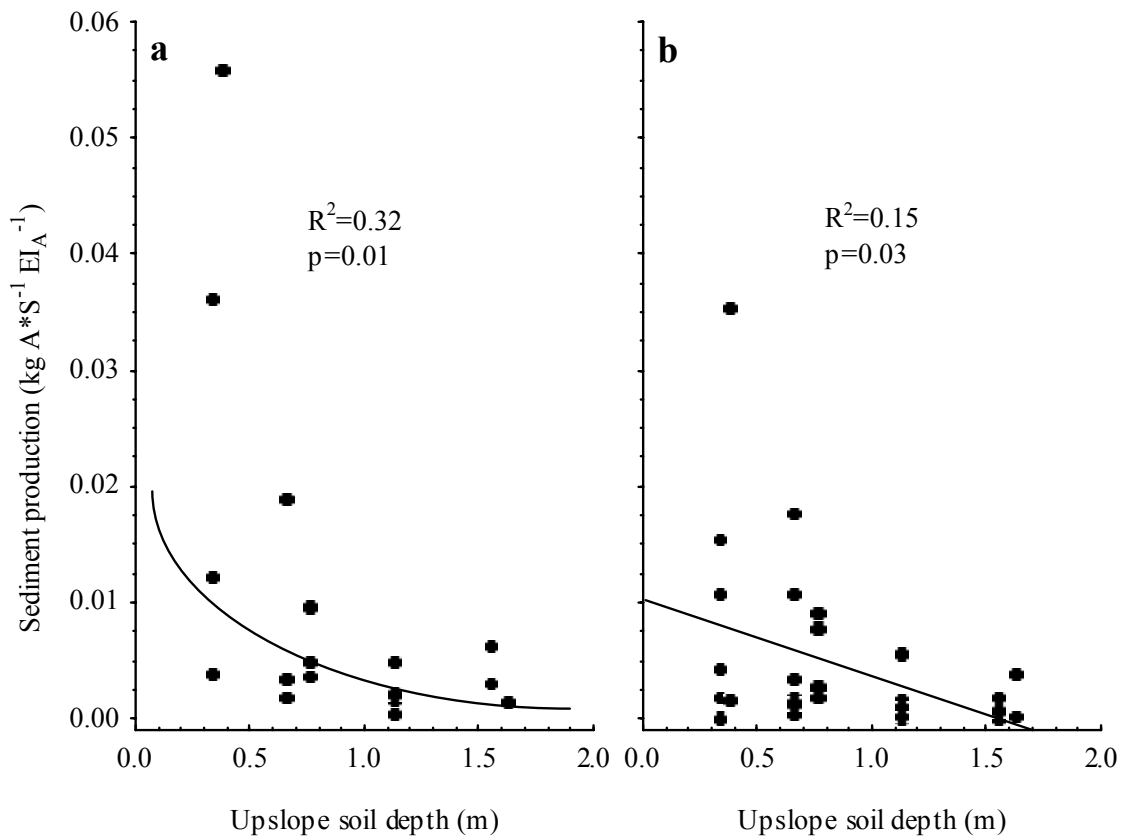 a
b
R²=0.32
p=0.01
R²=0.15
p=0.03
Sediment production (kg A*S⁻¹ EI_A⁻¹)
0.06
0.05
0.04
0.03
0.02
0.01
0.00
0.0 0.5 1.0 1.5 2.0
0.0 0.5 1.0 1.5 2.0
Upslope soil depth (m)
Upslope soil depth (m)